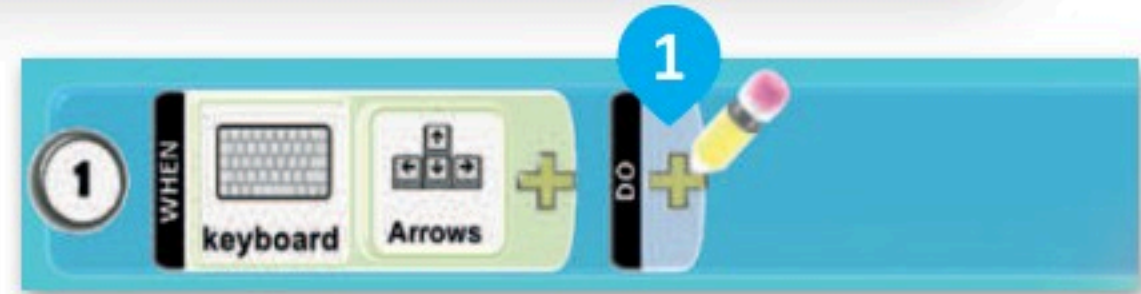 1
1
WHEN
keyboard
Arrows
DO